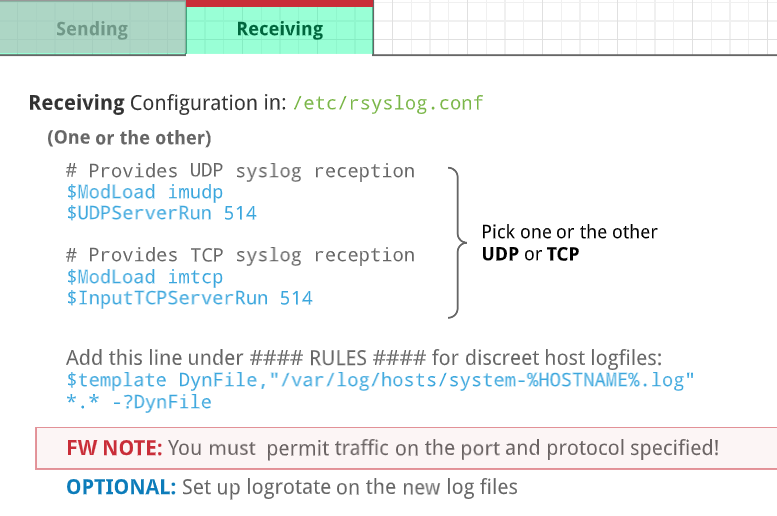 Sending
Receiving
Receiving Configuration in: /etc/rsyslog.conf
(One or the other)
# Provides UDP syslog reception
$ModLoad imudp
$UDPServerRun 514
# Provides TCP syslog reception
$ModLoad imtcp
$InputTCPServerRun 514
Pick one or the other
UDP or TCP
Add this line under #### RULES #### for discreet host logfiles:
$template DynFile,"/var/log/hosts/system-%HOSTNAME%.log"
*.* -?DynFile
FW NOTE: You must permit traffic on the port and protocol specified!
OPTIONAL: Set up logrotate on the new log files